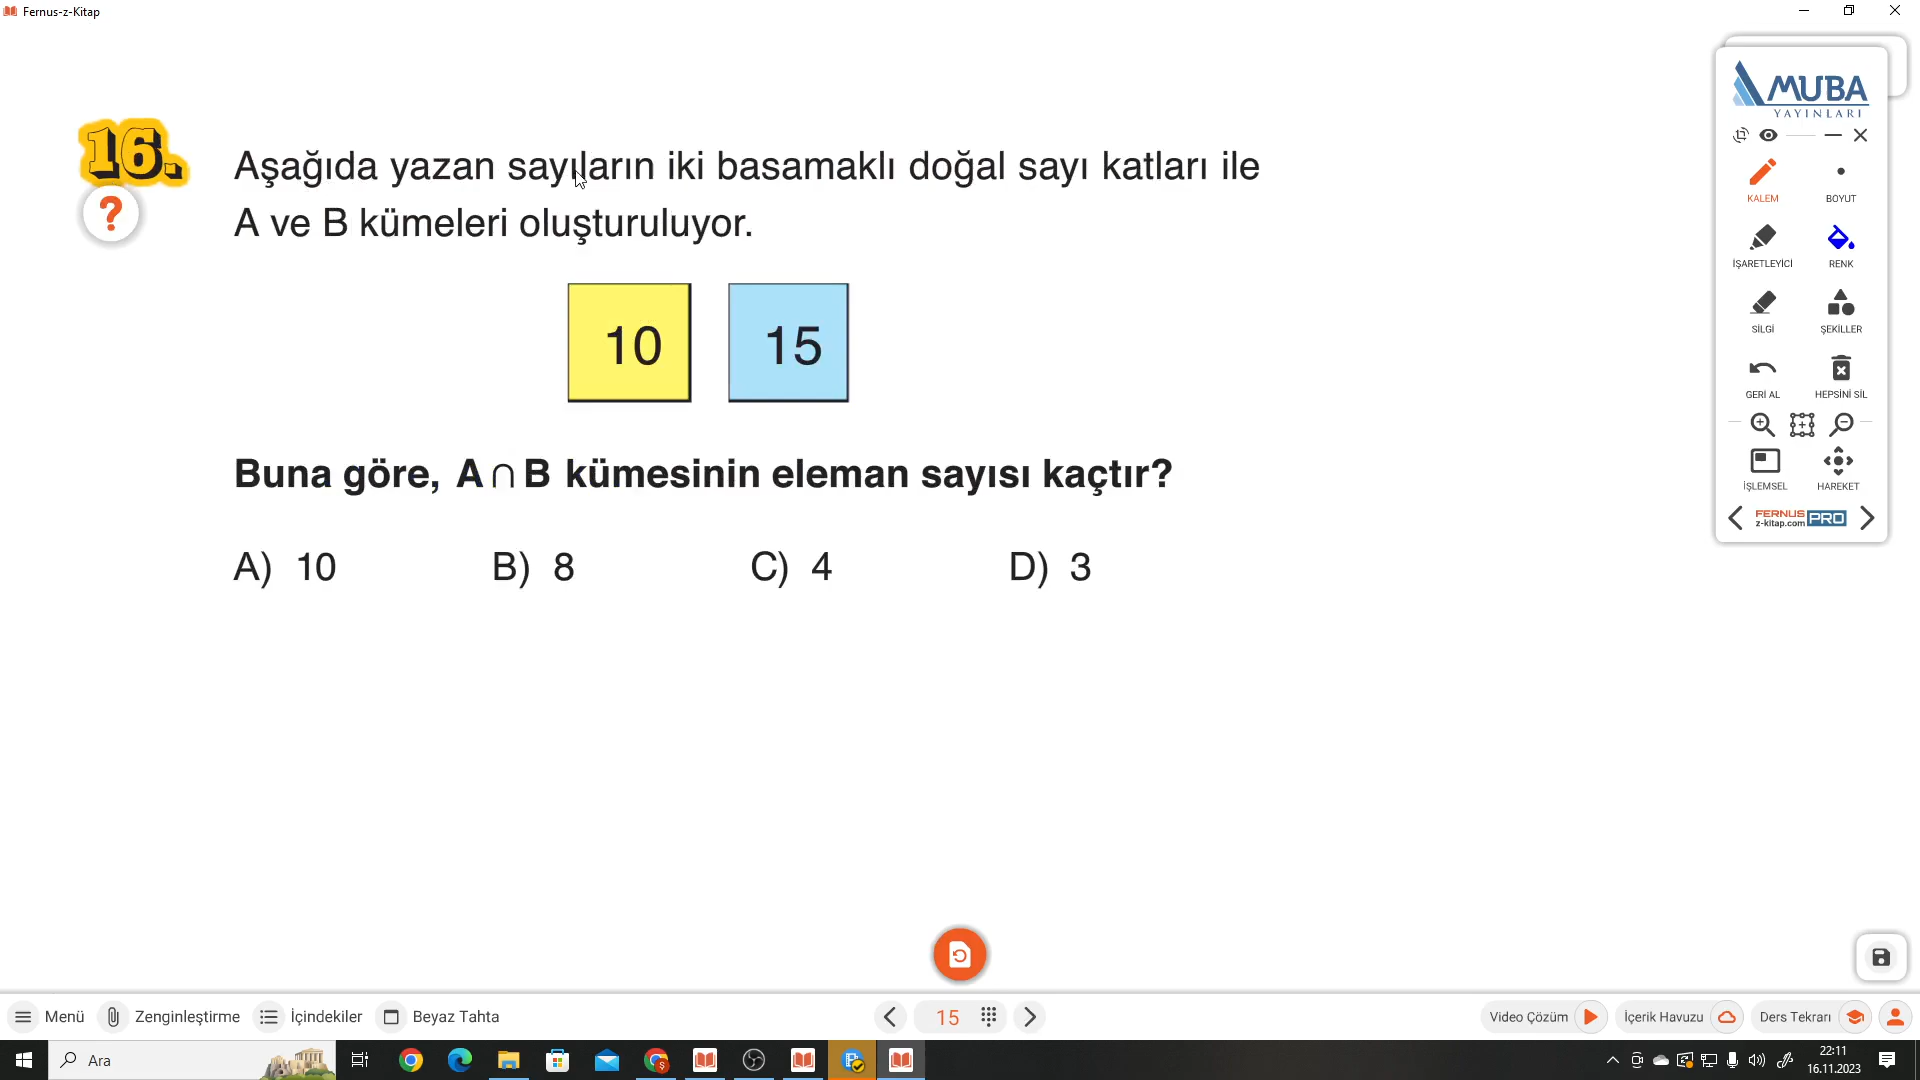 Fernus-z-Kitap
16.
Aşağıda yazan sayıların iki basamaklı doğal sayı katları ile
A ve B kümeleri oluşturuluyor.
?
10 15
Buna göre, A∩B kümesinin eleman sayısı kaçtır?
A) 10 B) 8 C) 4 D) 3
MUBA
YAYINLARI
KALEM BOYUT
İŞARETLEYİCİ RENK
SİLGİ ŞEKİLLER
GERİ AL HEPSİNİ SİL
İŞLEMSEL HAREKET
FERNUS
z-kitap.com PRO
Menü Zenginleştirme İçindekiler Beyaz Tahta 15 Video Çözüm İçerik Havuzu Ders Tekrarı
Ara
22:11
16.11.2023